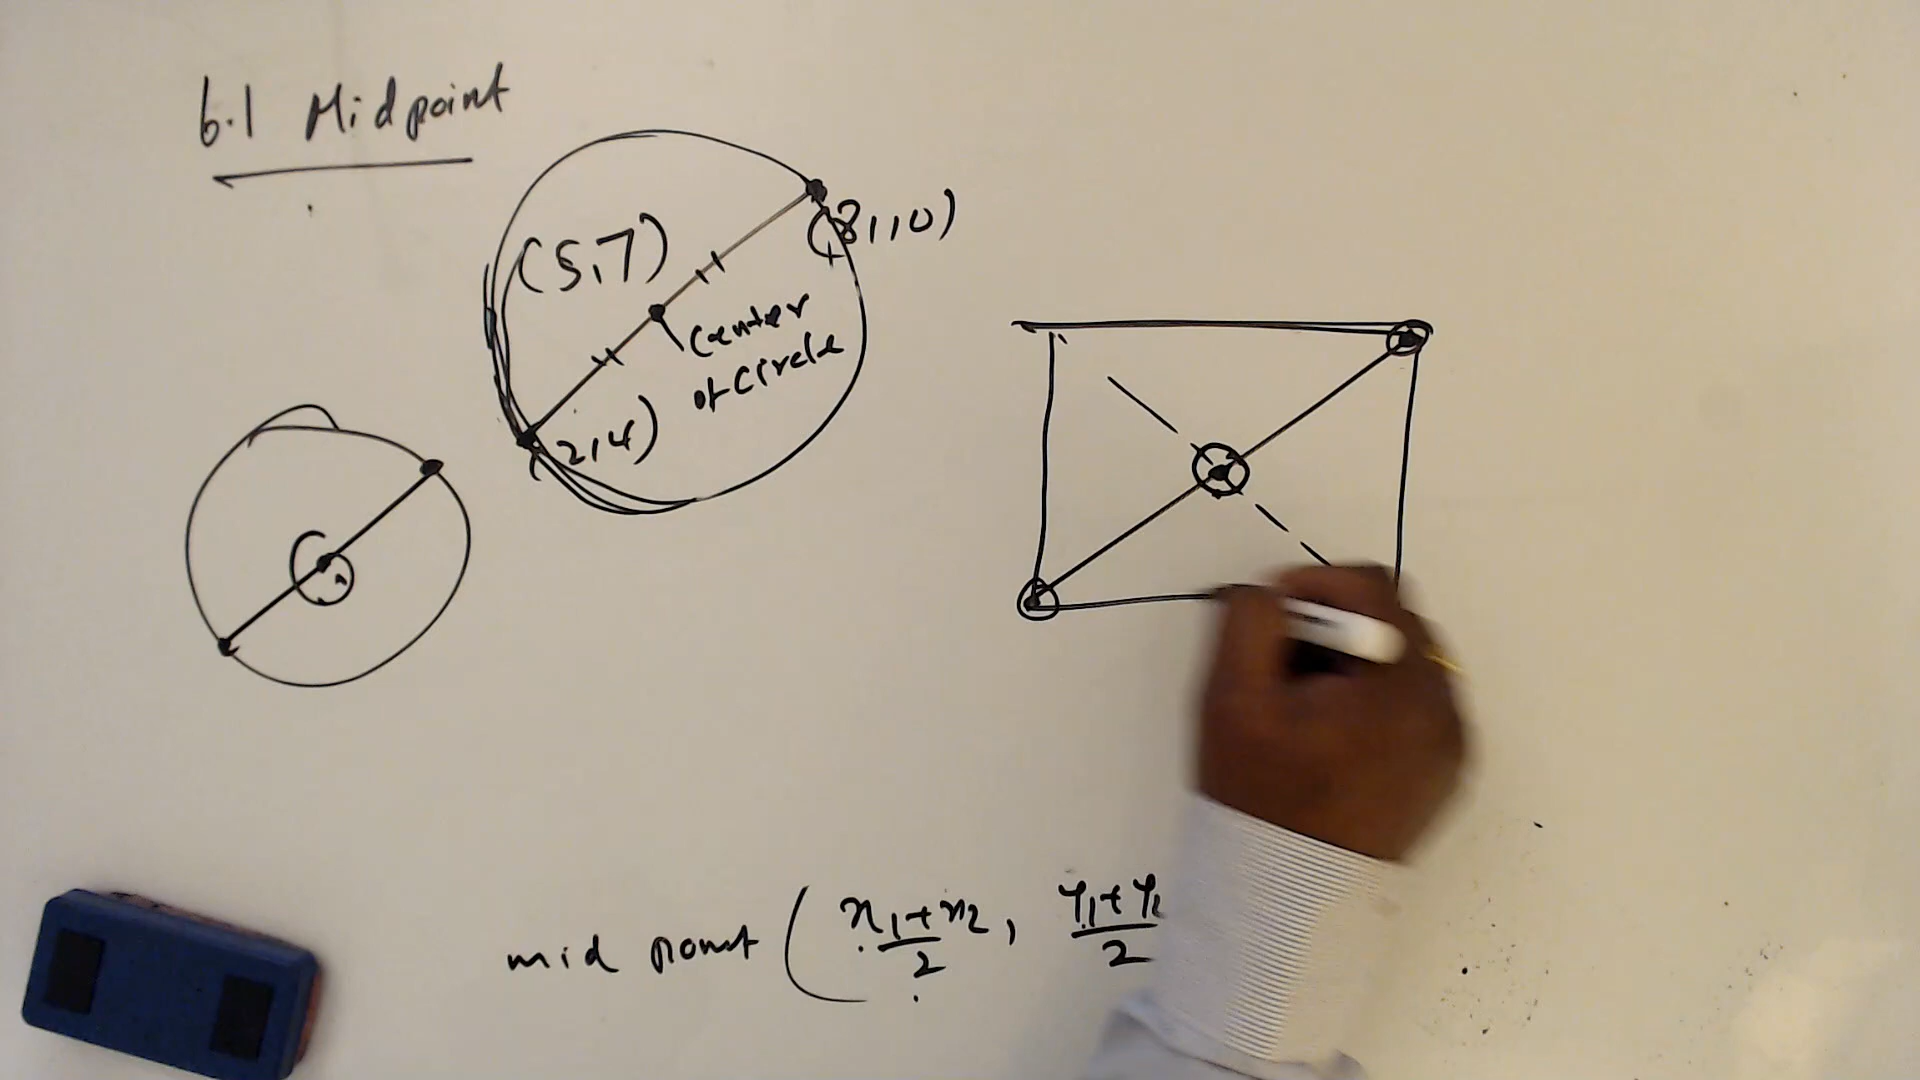 6.1 Midpoint
(5,7)
(8,10)
Center
of Circle
(2,4)
mid point ( x1+x2 / 2 , y1+y2 / 2